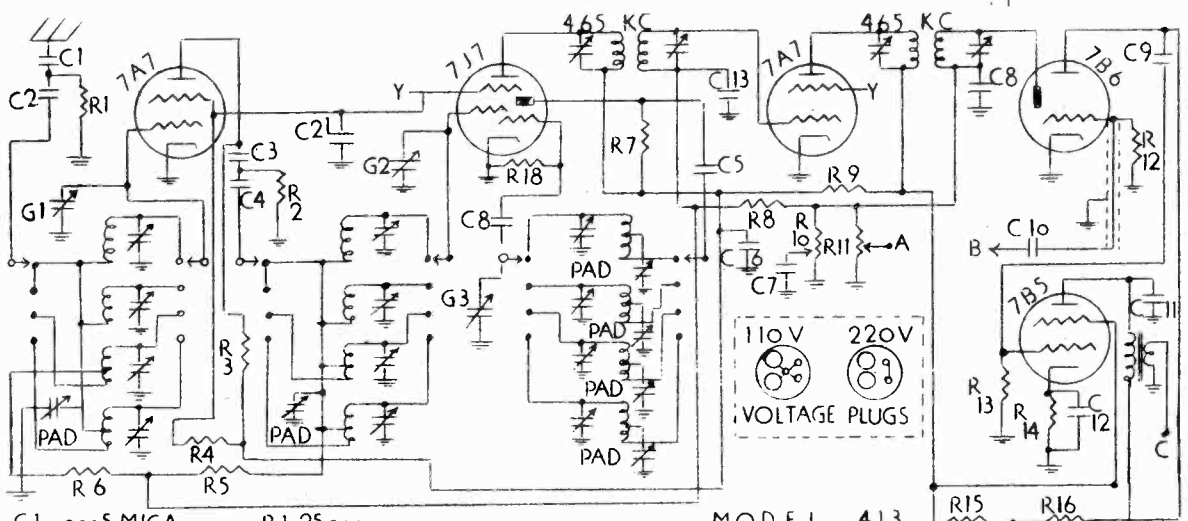 465 KC
465 KC
7A7
7J7
7A7
7B6
C1
C2
R1
C3
C4
R2
G1
C2
Y
G2
R18
C8
G3
R7
C13
C5
Y
C8
C9
R12
R9
R8
R10
R11
A
C6
C7
C10
B
PAD
PAD
PAD
PAD
PAD
PAD
R3
R4
R5
R6
110V 220V
VOLTAGE PLUGS
7B5
C11
R13
R14
C12
C
R15
R16
MODEL 413
MICA